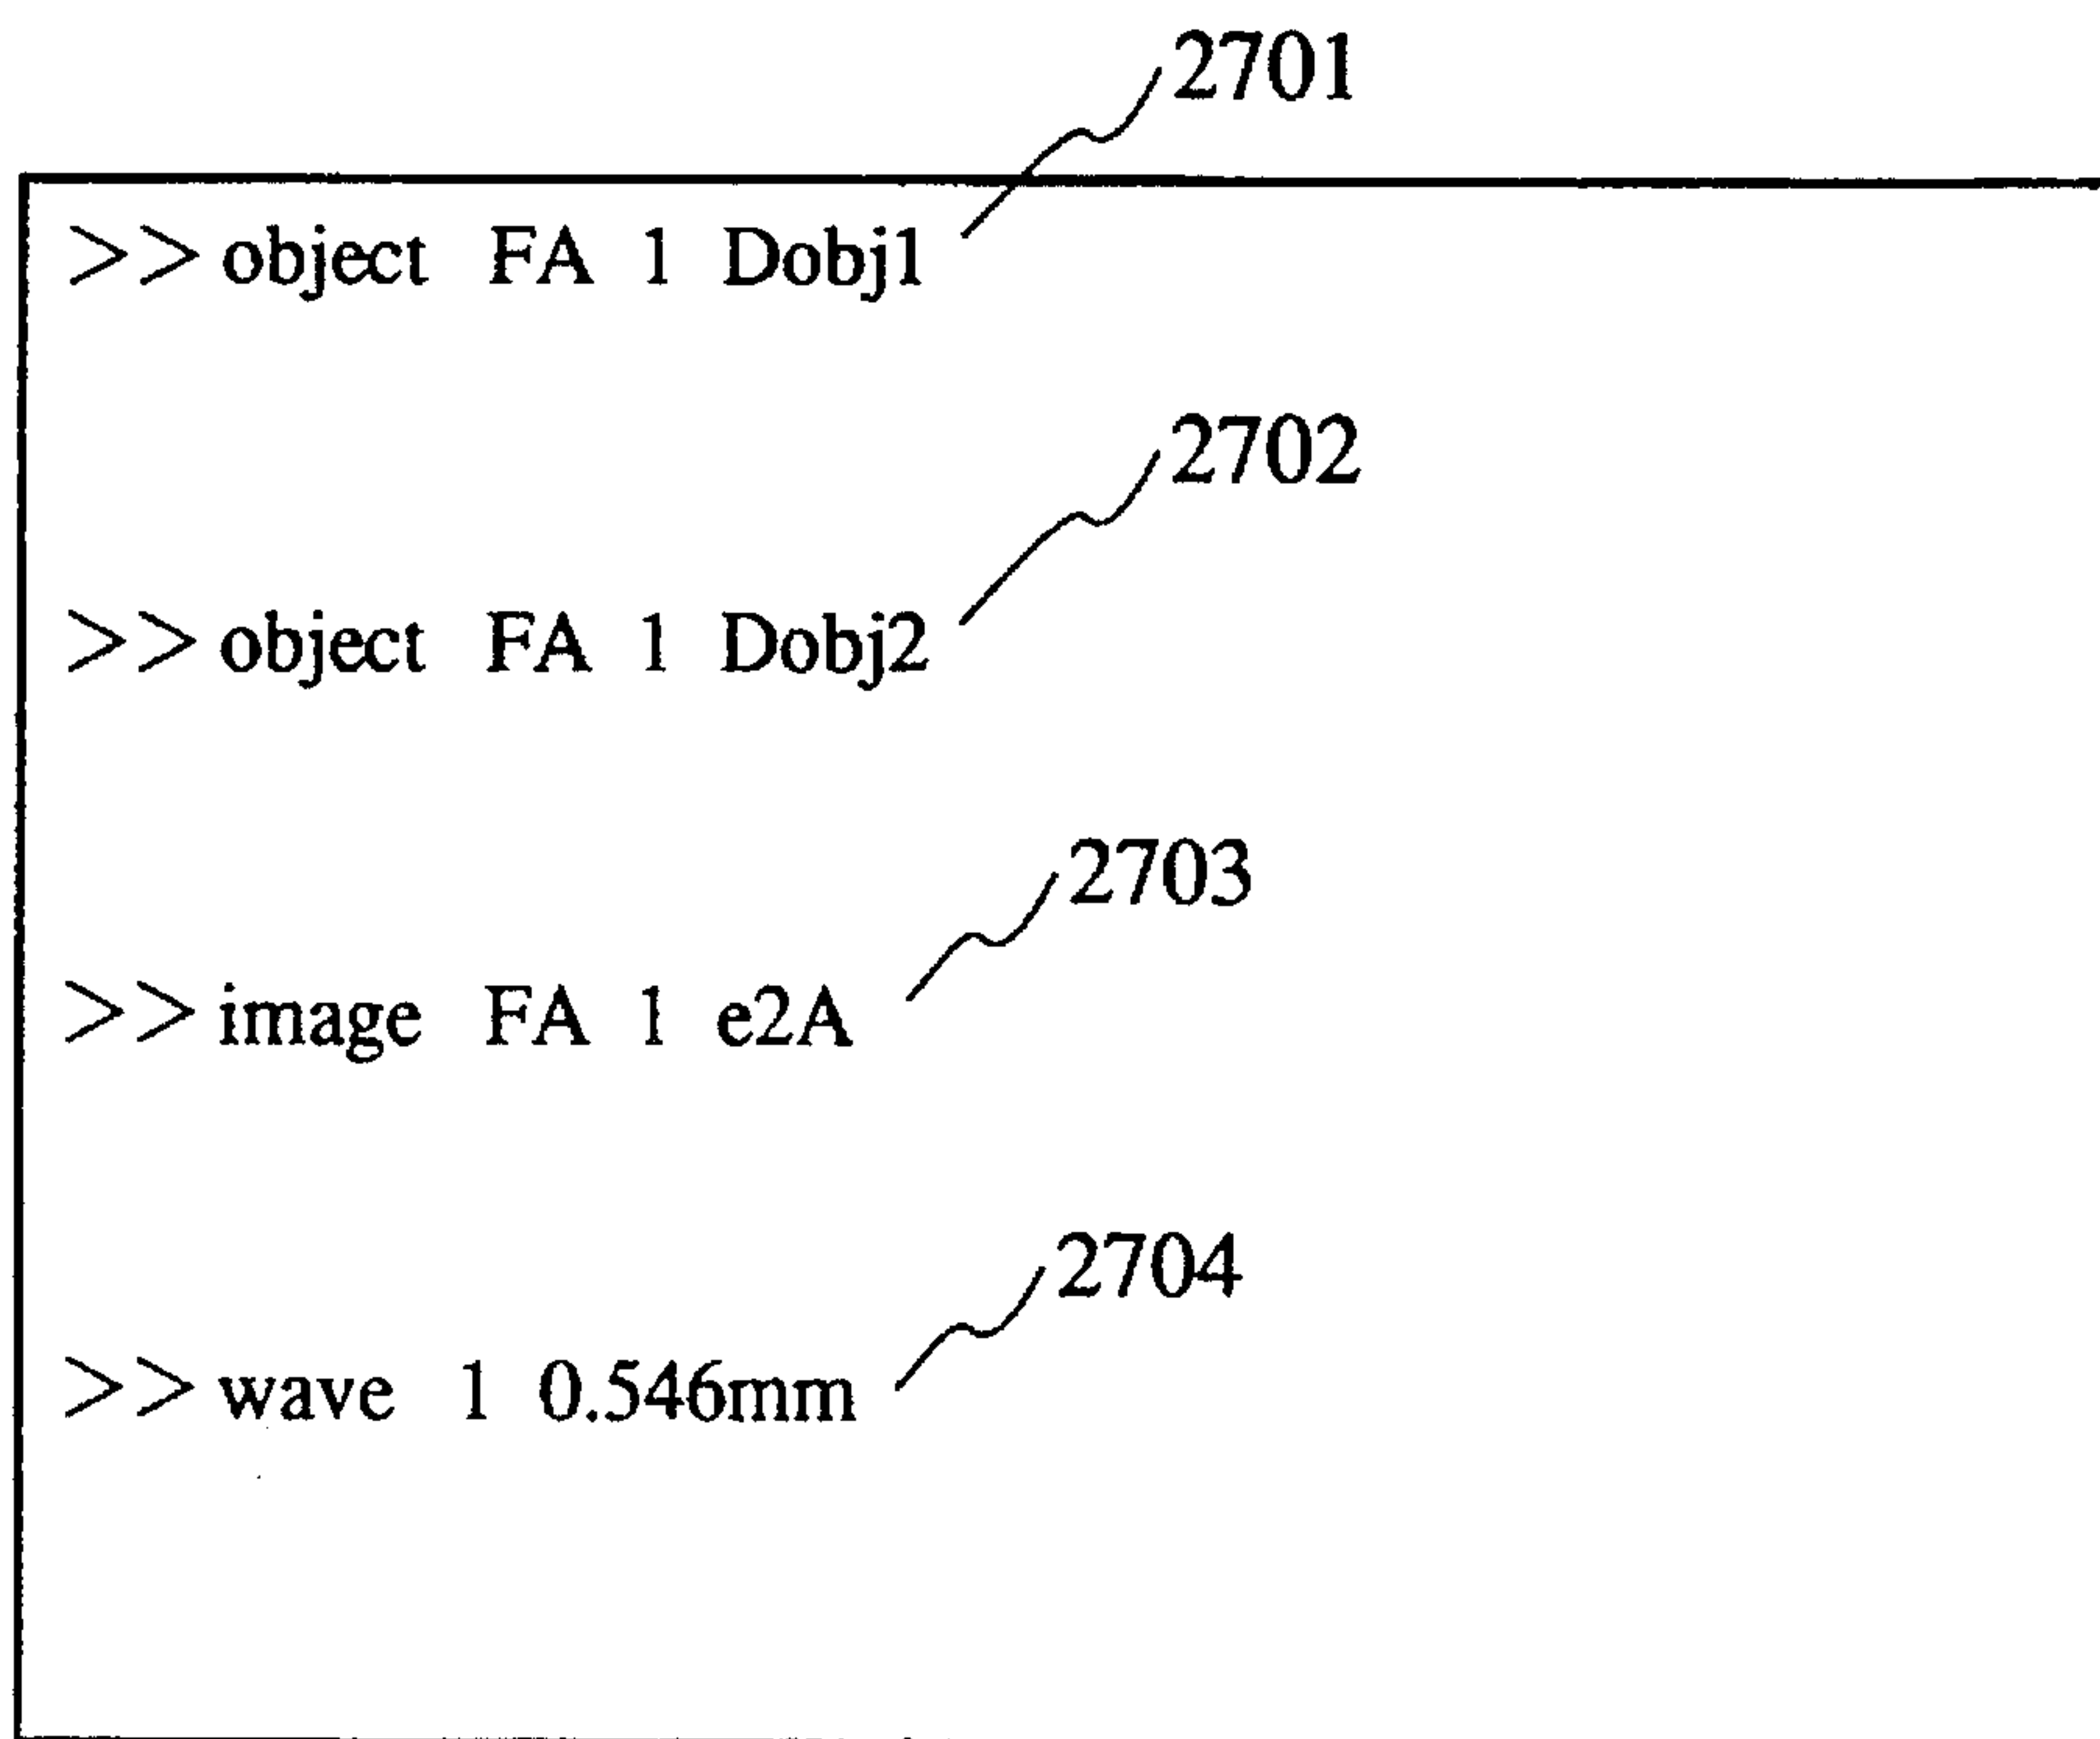 2701
>> object FA 1 Dobj1
2702
>> object FA 1 Dobj2
2703
>> image FA 1 e2A
2704
>> wave 1 0.546mm